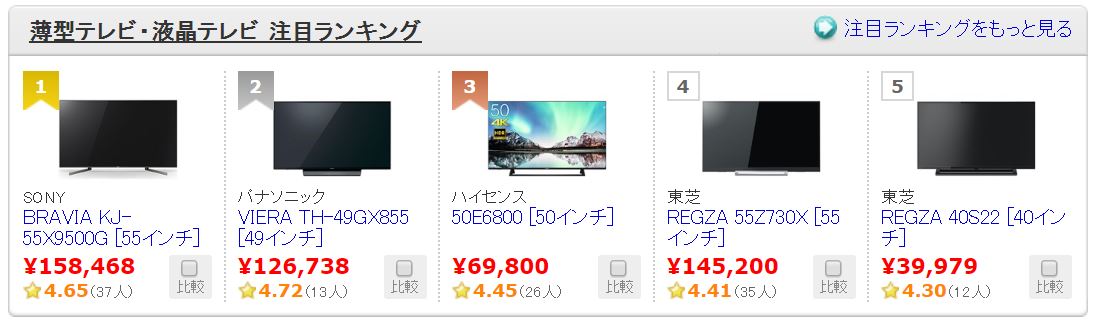 薄型テレビ・液晶テレビ 注目ランキング
注目ランキングをもっと見る
1
SONY
BRAVIA KJ-
55X9500G [55インチ]
¥158,468
4.65(37人)
比較
2
パナソニック
VIERA TH-49GX855
[49インチ]
¥126,738
4.72(13人)
比較
3
50
4K
HDR
ハイセンス
50E6800 [50インチ]
¥69,800
4.45(26人)
比較
4
東芝
REGZA 55Z730X [55
インチ]
¥145,200
4.41(35人)
比較
5
東芝
REGZA 40S22 [40イン
チ]
¥39,979
4.30(12人)
比較